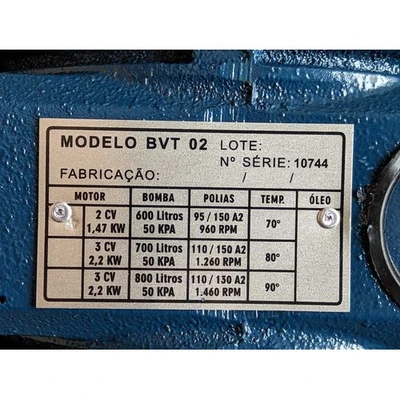 MODELO BVT 02 LOTE:
Nº SÉRIE: 10744
FABRICAÇÃO: / /
MOTOR BOMBA POLIAS TEMP. ÓLEO
2 CV 600 Litros 95 / 150 A2 70°
1,47 KW 50 KPA 960 RPM
3 CV 700 Litros 110 / 150 A2 80°
2,2 KW 50 KPA 1.260 RPM
3 CV 800 Litros 110 / 130 A2 90°
2,2 KW 50 KPA 1.460 RPM